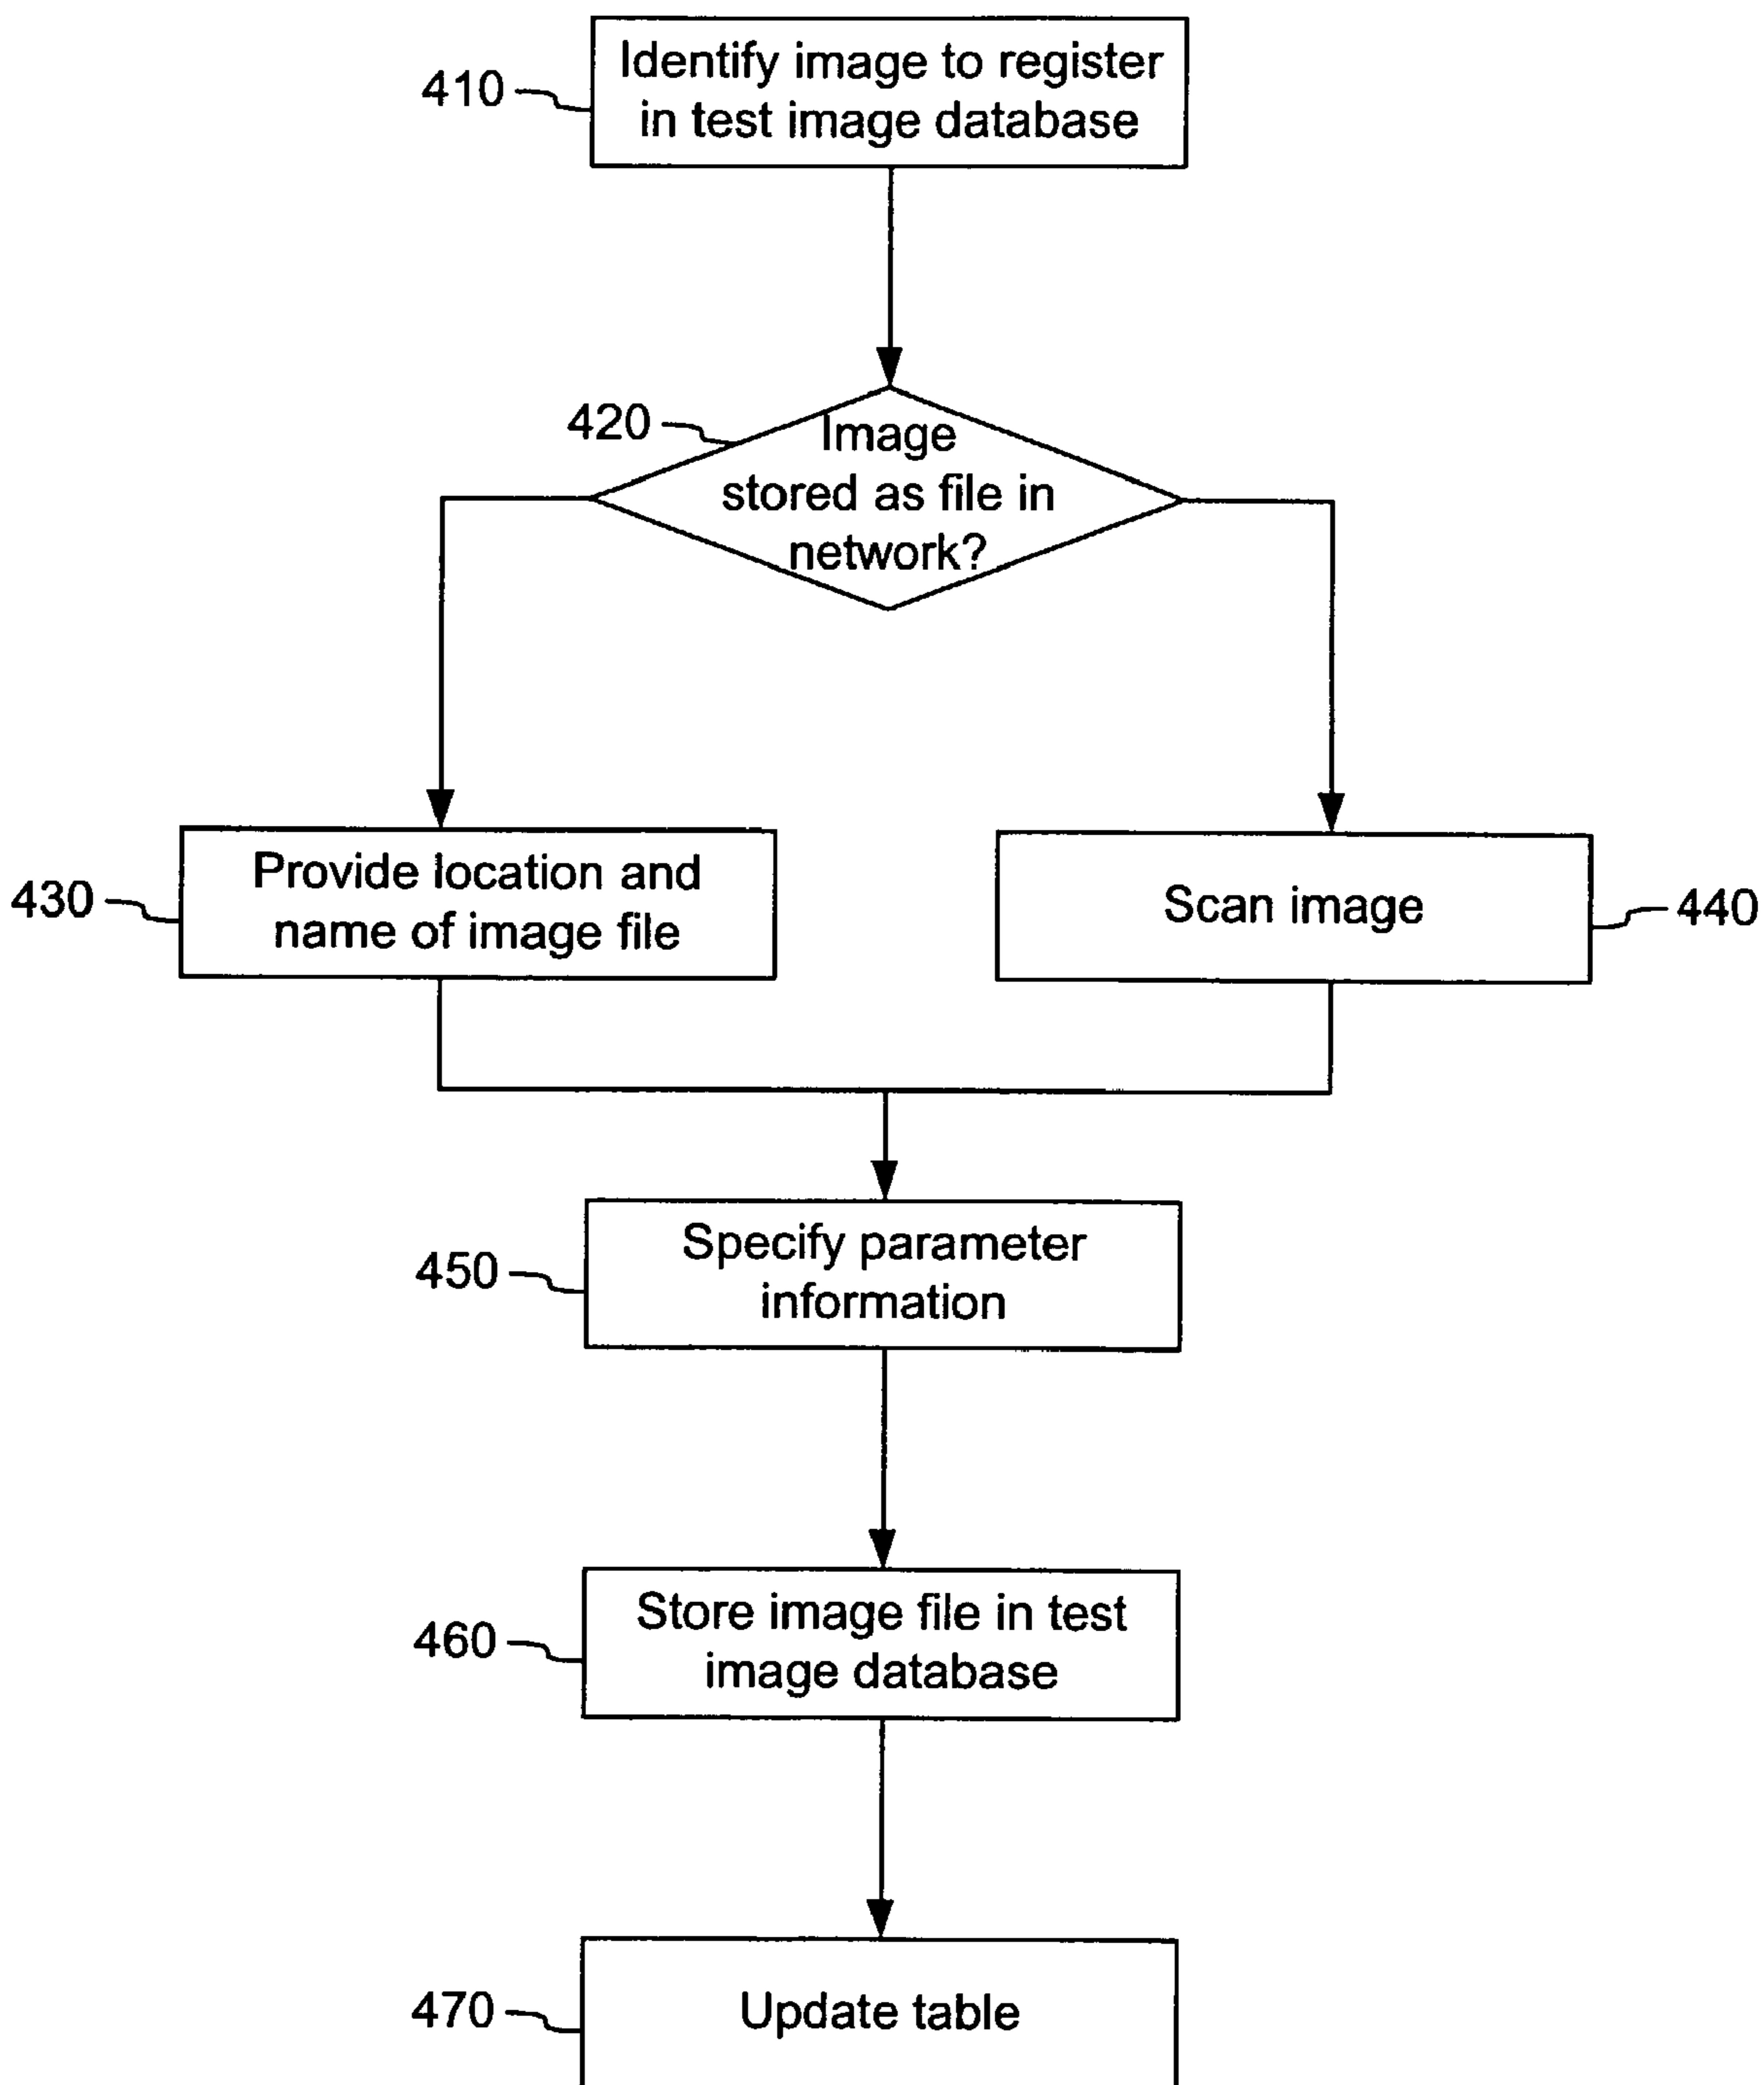 410
Identify image to register
in test image database
420
Image
stored as file in
network?
430
Provide location and
name of image file
Scan image
440
450
Specify parameter
information
460
Store image file in test
image database
470
Update table